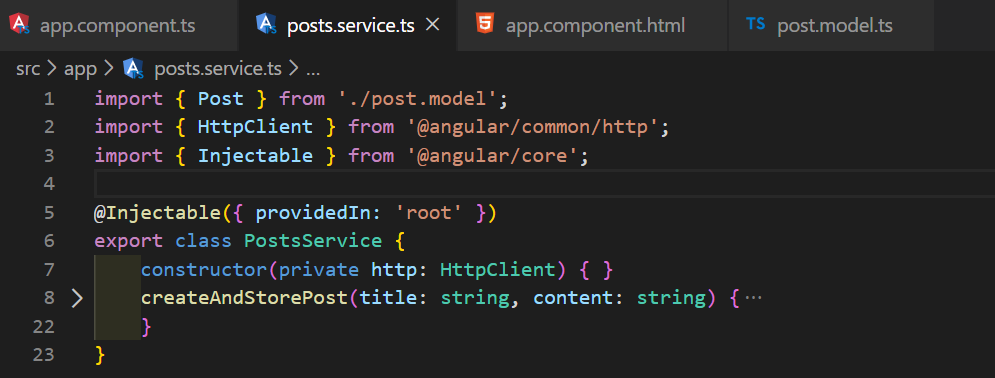 app.component.ts posts.service.ts × app.component.html TS post.model.ts
src > app > posts.service.ts > ...
1 import { Post } from './post.model';
2 import { HttpClient } from '@angular/common/http';
3 import { Injectable } from '@angular/core';
4
5 @Injectable({ providedIn: 'root' })
6 export class PostsService {
7 constructor(private http: HttpClient) { }
8 > createAndStorePost(title: string, content: string) {⋯
22 }
23 }